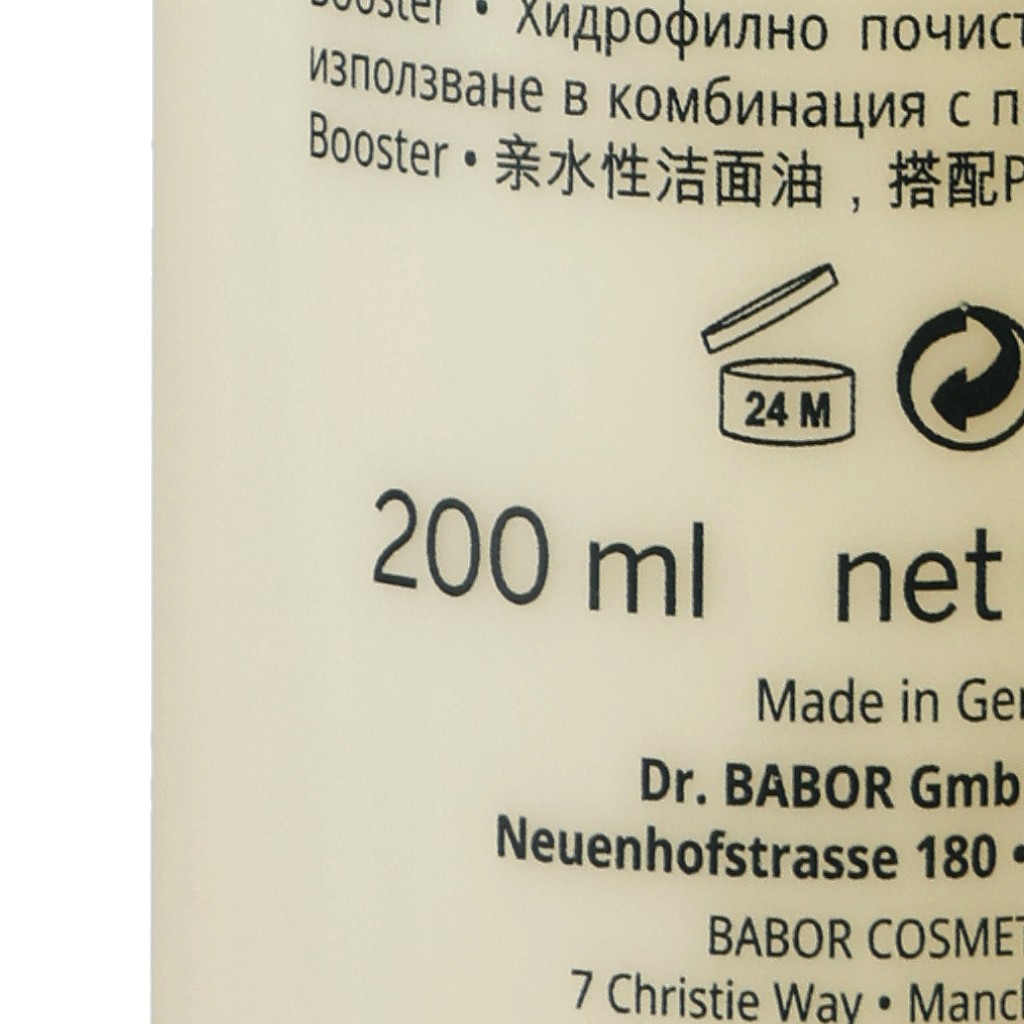 Booster • Хидрофилно почист
използване в комбинация с п
Booster • 亲水性洁面油，搭配P
24 M
200 ml net
Made in Ger
Dr. BABOR Gmb
Neuenhofstrasse 180 •
BABOR COSMET
7 Christie Way • Manch